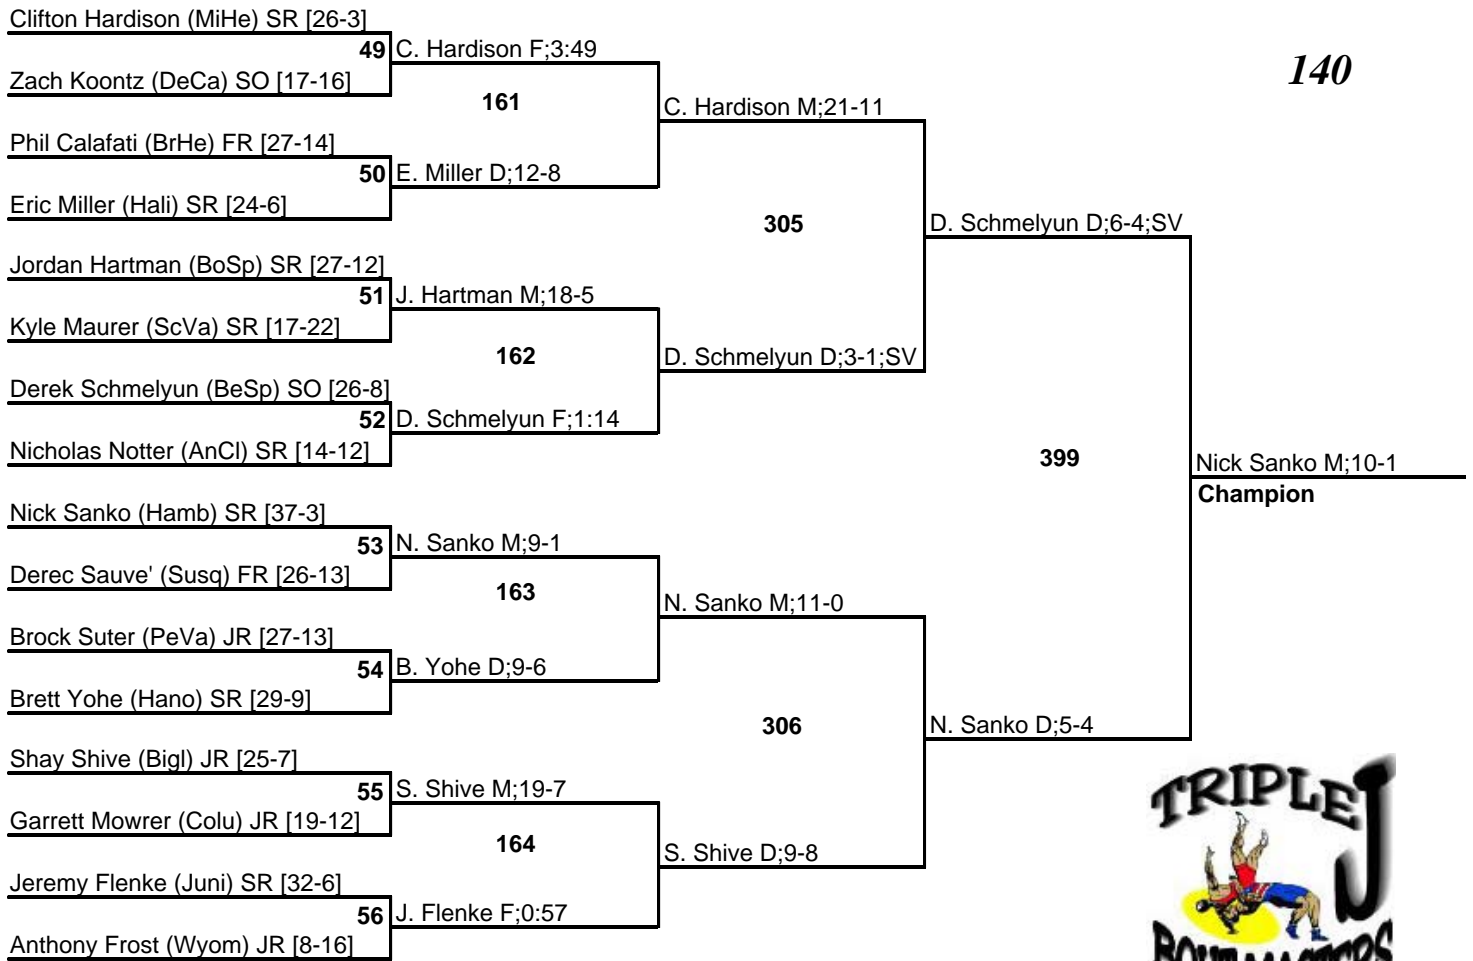 Clifton Hardison (MiHe) SR [26-3]
49 C. Hardison F;3:49
140
Zach Koontz (DeCa) SO [17-16]
161
C. Hardison M;21-11
Phil Calafati (BrHe) FR [27-14]
50 E. Miller D;12-8
Eric Miller (Hali) SR [24-6]
305
D. Schmelyun D;6-4;SV
Jordan Hartman (BoSp) SR [27-12]
51 J. Hartman M;18-5
Kyle Maurer (ScVa) SR [17-22]
162
D. Schmelyun D;3-1;SV
Derek Schmelyun (BeSp) SO [26-8]
52 D. Schmelyun F;1:14
Nicholas Notter (AnCl) SR [14-12]
399
Nick Sanko M;10-1
Champion
Nick Sanko (Hamb) SR [37-3]
53 N. Sanko M;9-1
Derec Sauve' (Susq) FR [26-13]
163
N. Sanko M;11-0
Brock Suter (PeVa) JR [27-13]
54 B. Yohe D;9-6
Brett Yohe (Hano) SR [29-9]
306
N. Sanko D;5-4
Shay Shive (Bigl) JR [25-7]
55 S. Shive M;19-7
Garrett Mowrer (Colu) JR [19-12]
164
S. Shive D;9-8
Jeremy Flenke (Juni) SR [32-6]
56 J. Flenke F;0:57
Anthony Frost (Wyom) JR [8-16]
TRIPLE J
BOUT MASTERS